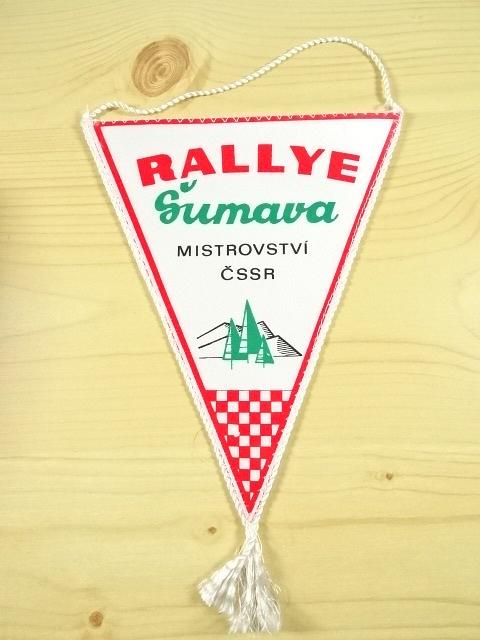 RALLYE
Šumava
MISTROVSTVÍ
ČSSR